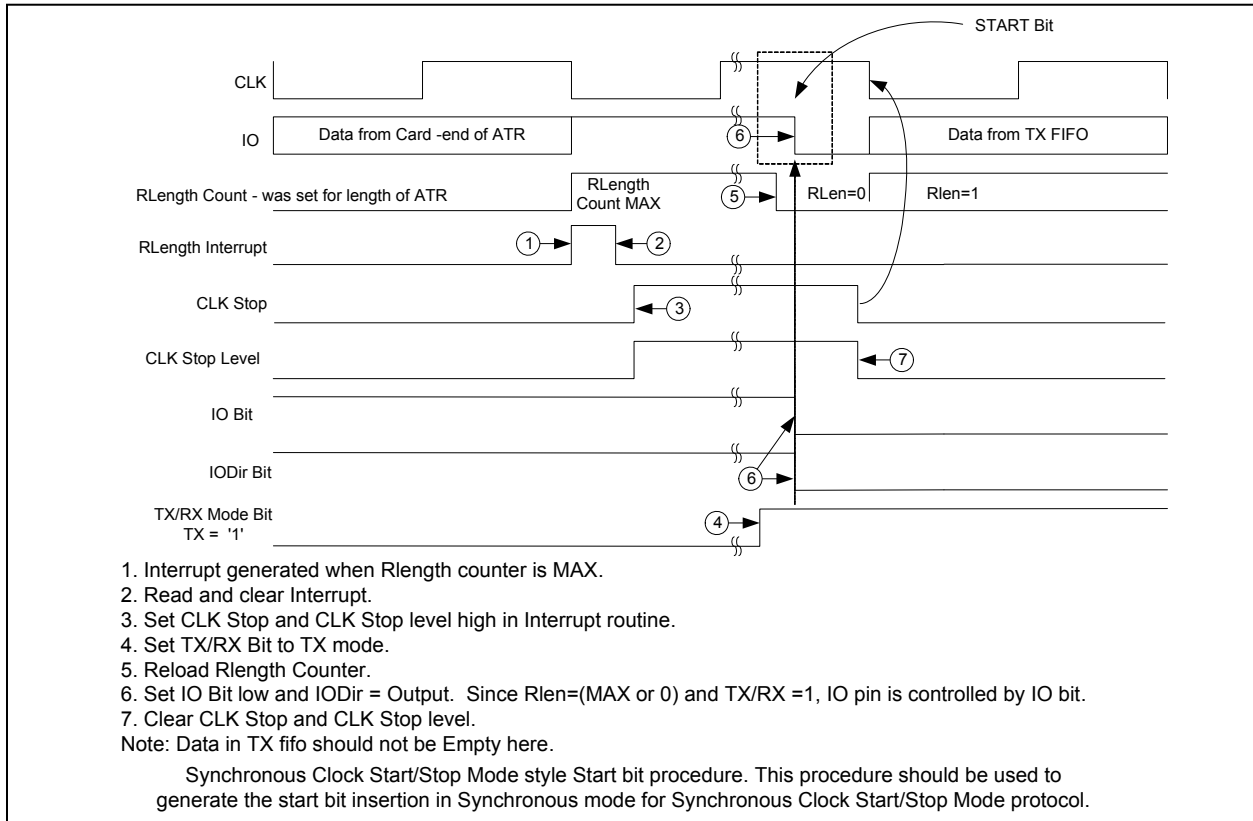 START Bit
CLK
IO
Data from Card -end of ATR
6
Data from TX FIFO
RLength Count - was set for length of ATR
RLength
Count MAX
5
RLen=0
Rlen=1
RLength Interrupt
1
2
CLK Stop
3
CLK Stop Level
7
IO Bit
IODir Bit
6
TX/RX Mode Bit
TX = '1'
4
1. Interrupt generated when Rlength counter is MAX.
2. Read and clear Interrupt.
3. Set CLK Stop and CLK Stop level high in Interrupt routine.
4. Set TX/RX Bit to TX mode.
5. Reload Rlength Counter.
6. Set IO Bit low and IODir = Output. Since Rlen=(MAX or 0) and TX/RX =1, IO pin is controlled by IO bit.
7. Clear CLK Stop and CLK Stop level.
Note: Data in TX fifo should not be Empty here.
Synchronous Clock Start/Stop Mode style Start bit procedure. This procedure should be used to
generate the start bit insertion in Synchronous mode for Synchronous Clock Start/Stop Mode protocol.